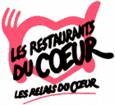 LES RESTAURANTS
DU CŒUR
LES RELAIS DU CŒUR